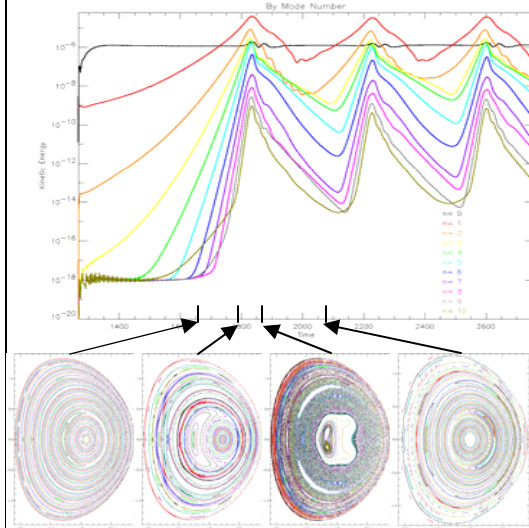 By Mode Number
10⁻⁶
10⁻⁸
10⁻¹⁰
10⁻¹²
10⁻¹⁴
10⁻¹⁶
10⁻¹⁸
10⁻²⁰
Kinetic Energy
n= 0
n= 1
n= 2
n= 4
n= 5
n= 6
n= 7
n= 8
n= 9
n= 10
1400 1600 1800 2000 2200 2400 2600
Time